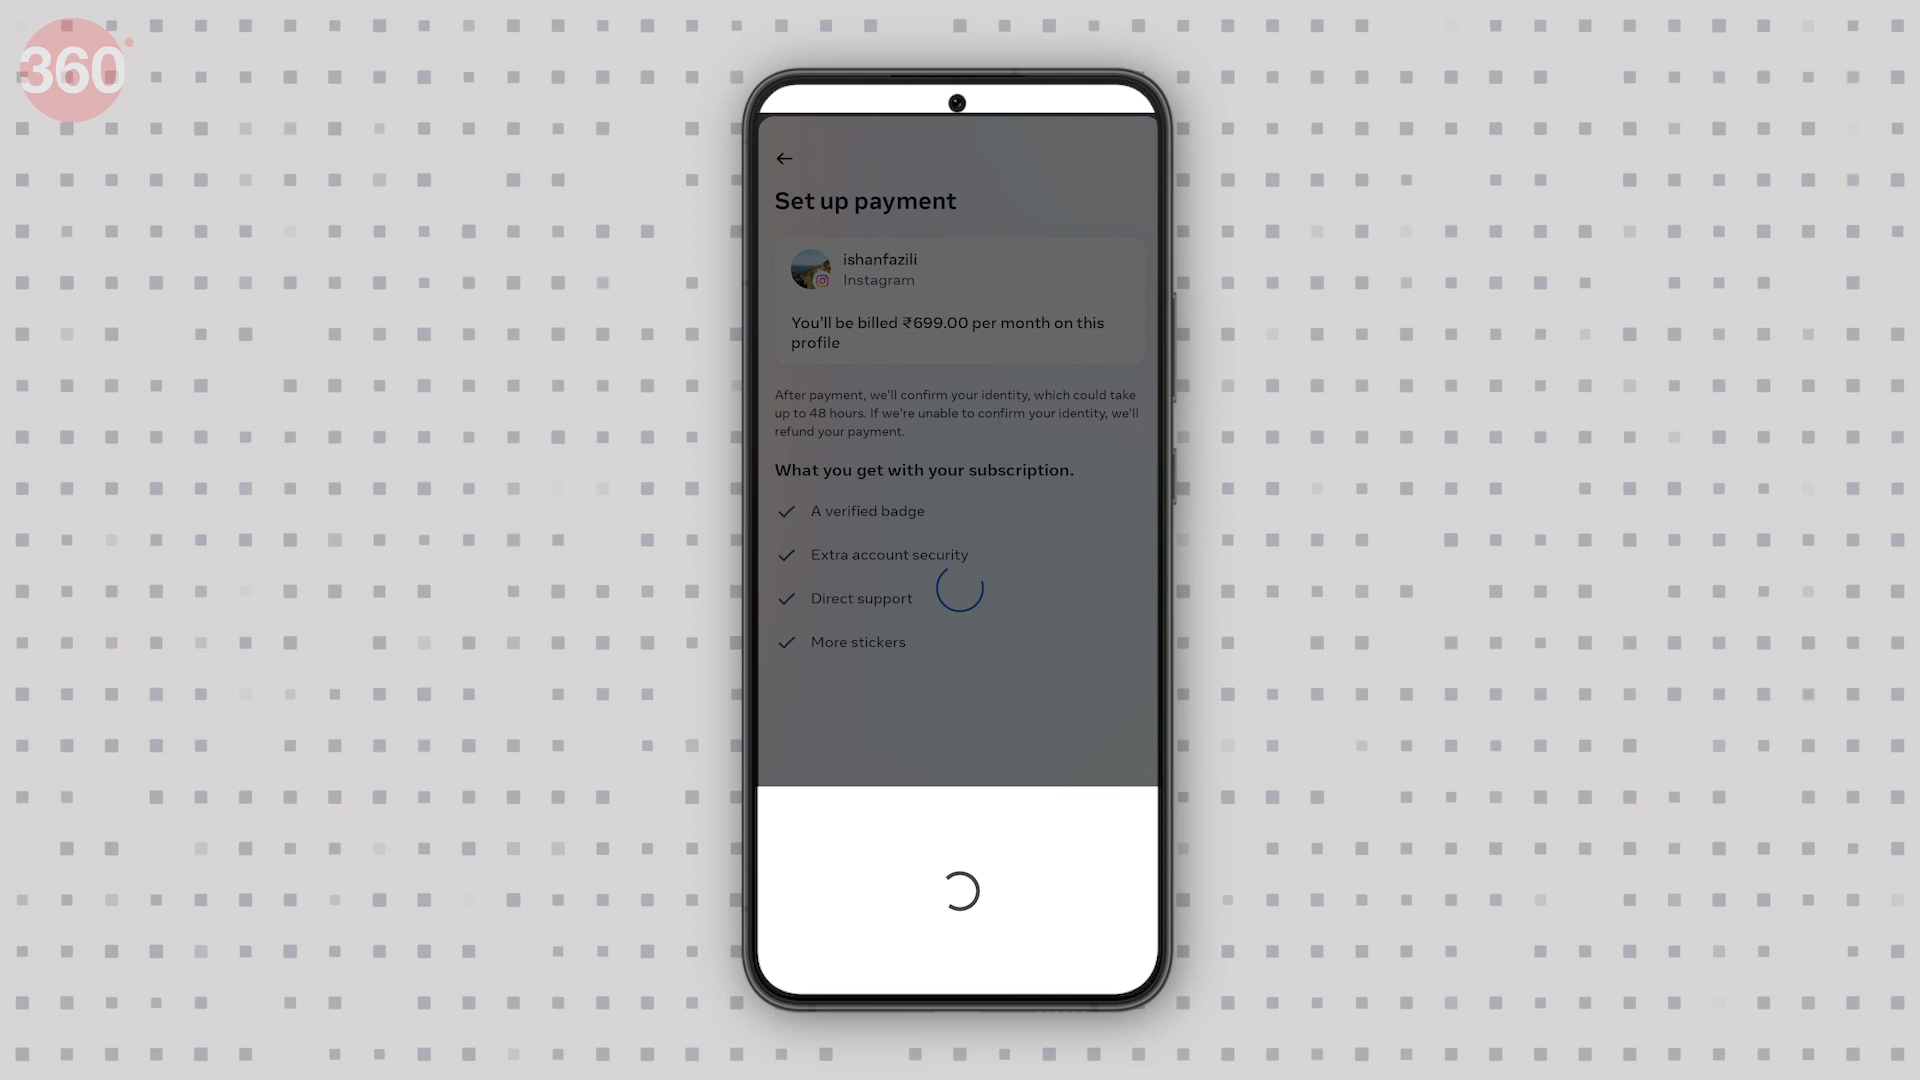 360
Set up payment
ishanfazili
Instagram
You'll be billed ₹699.00 per month on this
profile
After payment, we'll confirm your identity, which could take
up to 48 hours. If we're unable to confirm your identity, we'll
refund your payment.
What you get with your subscription.
A verified badge
Extra account security
Direct support
More stickers